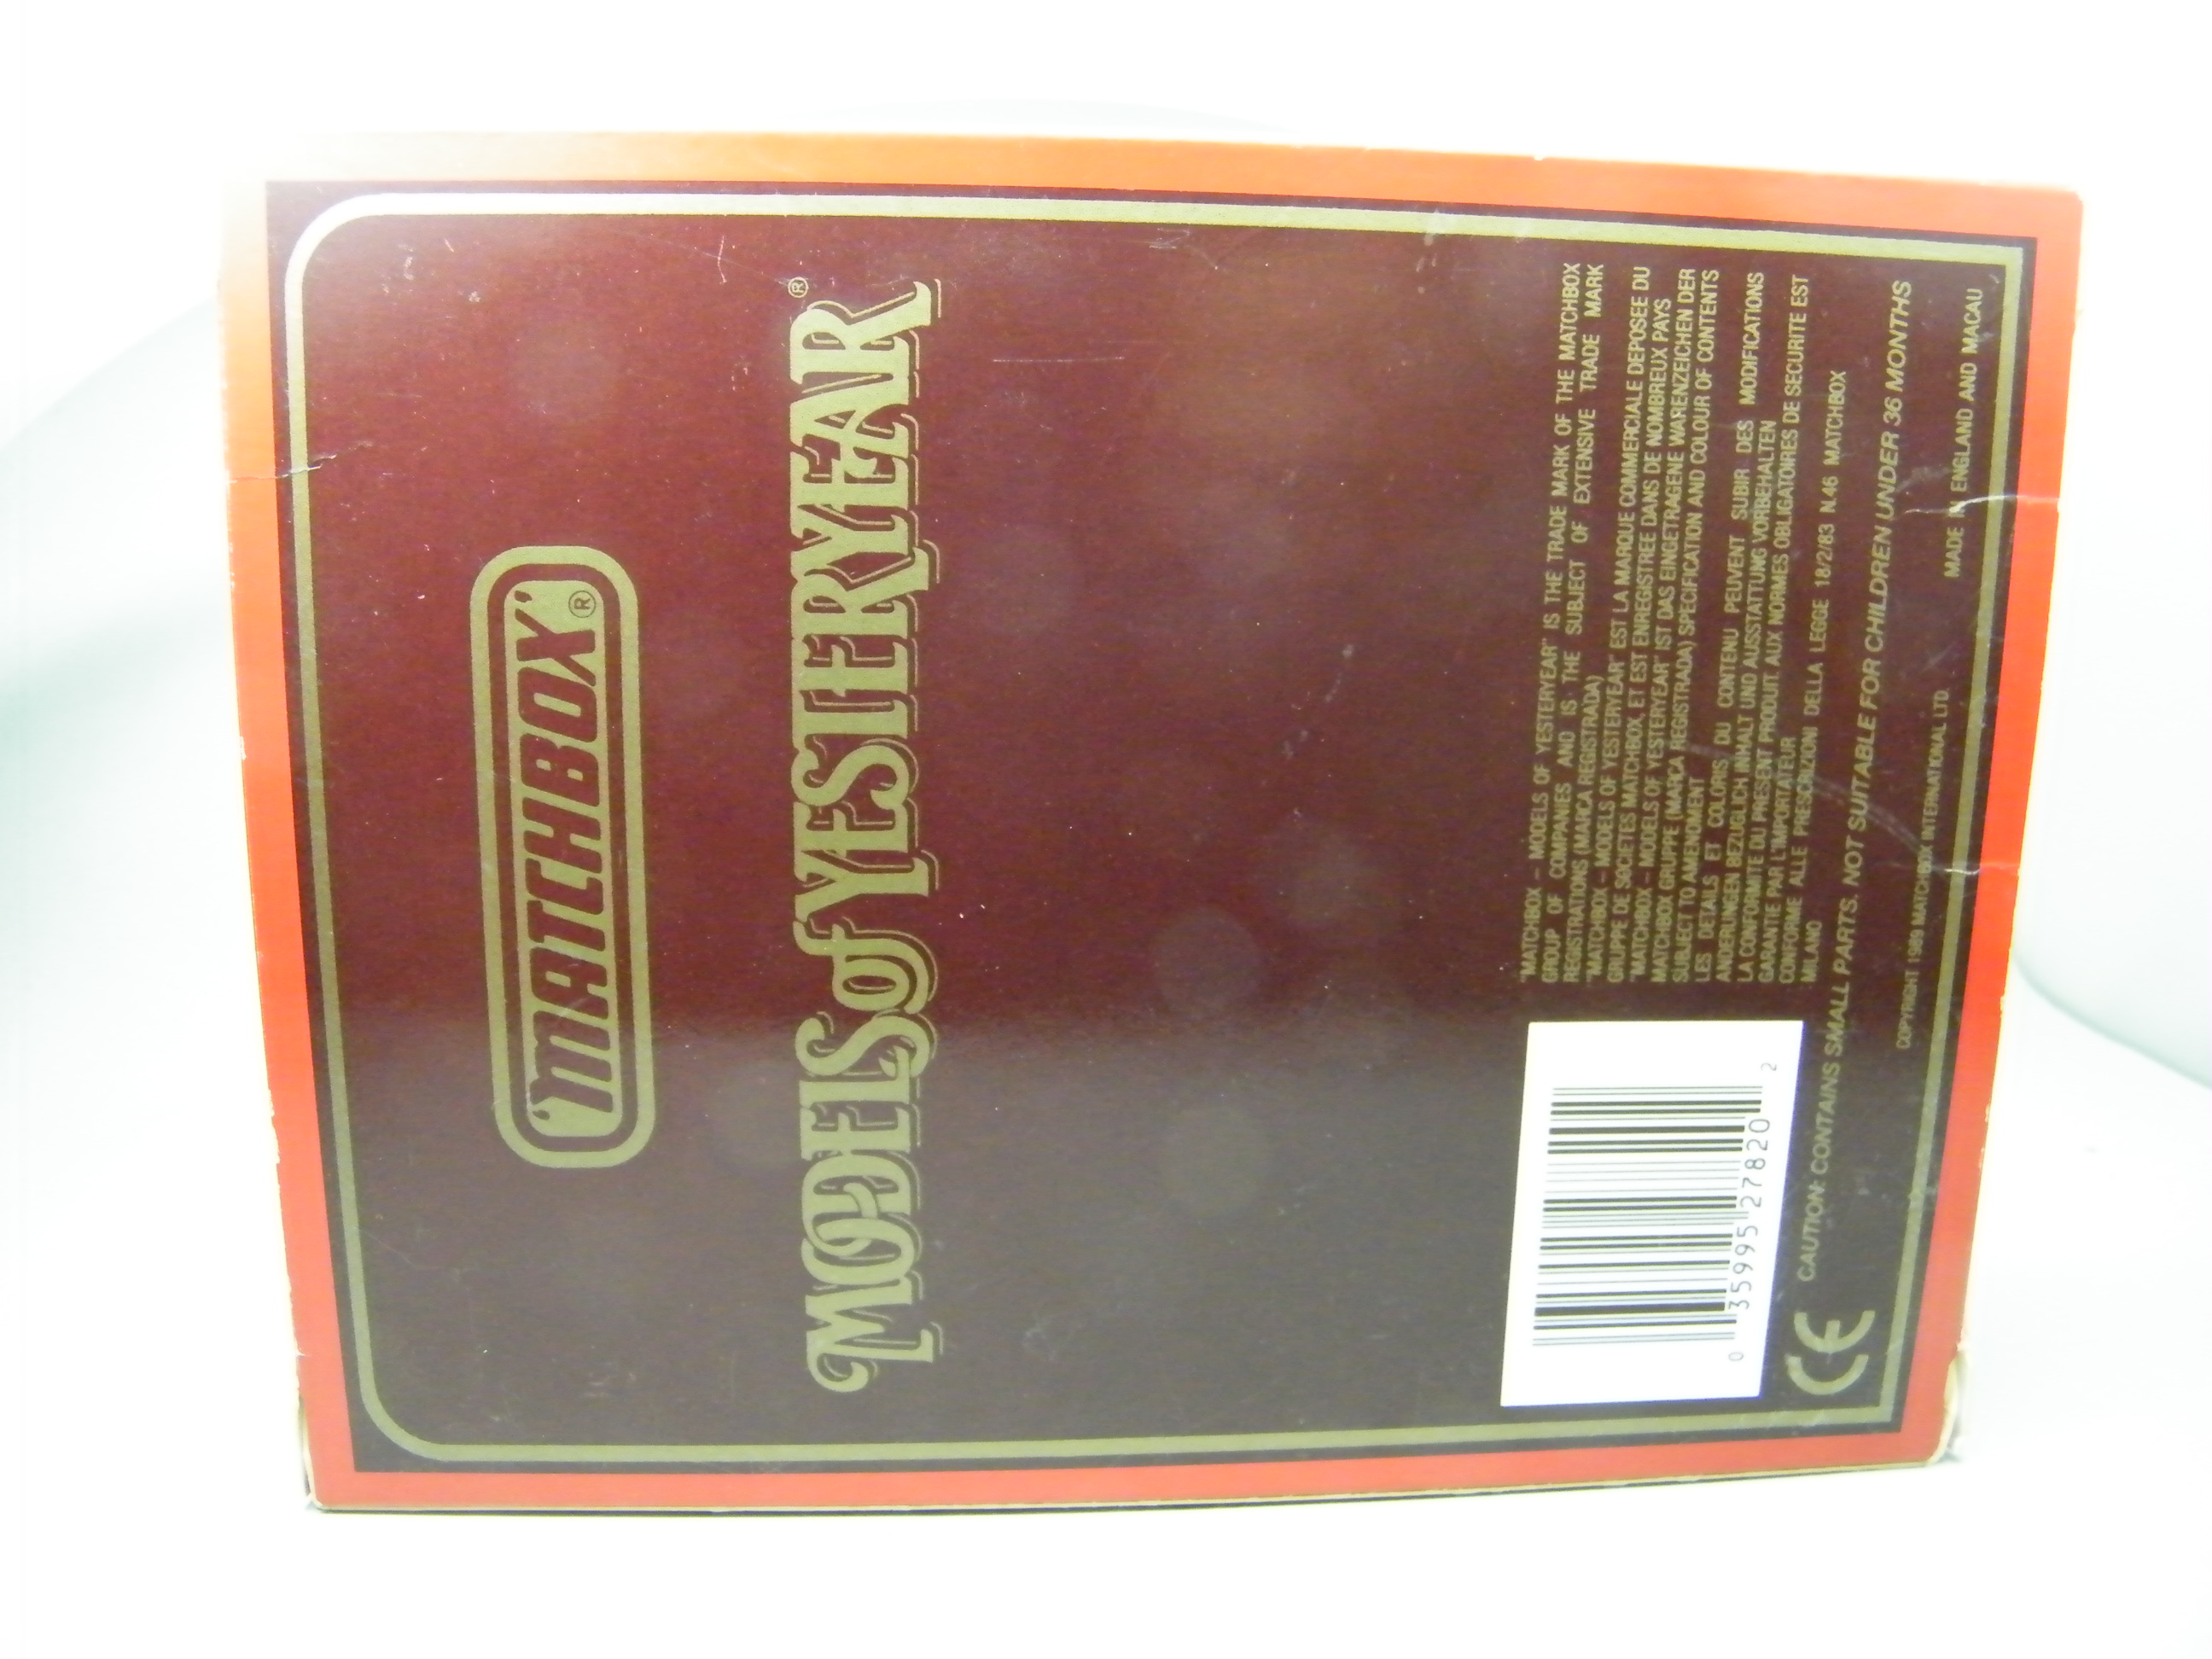 'MATCHBOX' ®
MODELS of YESTERYEAR ®
"MATCHBOX – MODELS OF YESTERYEAR" IS THE TRADE MARK OF THE MATCHBOX
GROUP OF COMPANIES AND IS THE SUBJECT OF EXTENSIVE TRADE MARK
REGISTRATIONS (MARCA REGISTRADA)
"MATCHBOX – MODELS OF YESTERYEAR" EST LA MARQUE COMMERCIALE DEPOSEE DU
GRUPPE DE SOCIETES MATCHBOX, ET EST ENREGISTREE DANS DE NOMBREUX PAYS
"MATCHBOX – MODELS OF YESTERYEAR" IST DAS EINGETRAGENE WARENZEICHEN DER
MATCHBOX GRUPPE (MARCA REGISTRADA) SPECIFICATION AND COLOUR OF CONTENTS
SUBJECT TO AMENDMENT
LES DETAILS ET COLORIS DU CONTENU PEUVENT SUBIR DES MODIFICATIONS
ANDERUNGEN BEZUGLICH INHALT UND AUSSTATTUNG VORBEHALTEN
LA CONFORMITE DU PRESENT PRODUIT AUX NORMES OBLIGATOIRES DE SECURITE EST
GARANTIE PAR L'IMPORTATEUR
CONFORME ALLE PRESCRIZIONI DELLA LEGGE 18/2/83 N.46 MATCHBOX
MILANO
0 35995 27820 2
CE CAUTION: CONTAINS SMALL PARTS. NOT SUITABLE FOR CHILDREN UNDER 36 MONTHS
COPYRIGHT 1989 MATCHBOX INTERNATIONAL LTD. MADE IN ENGLAND AND MACAU